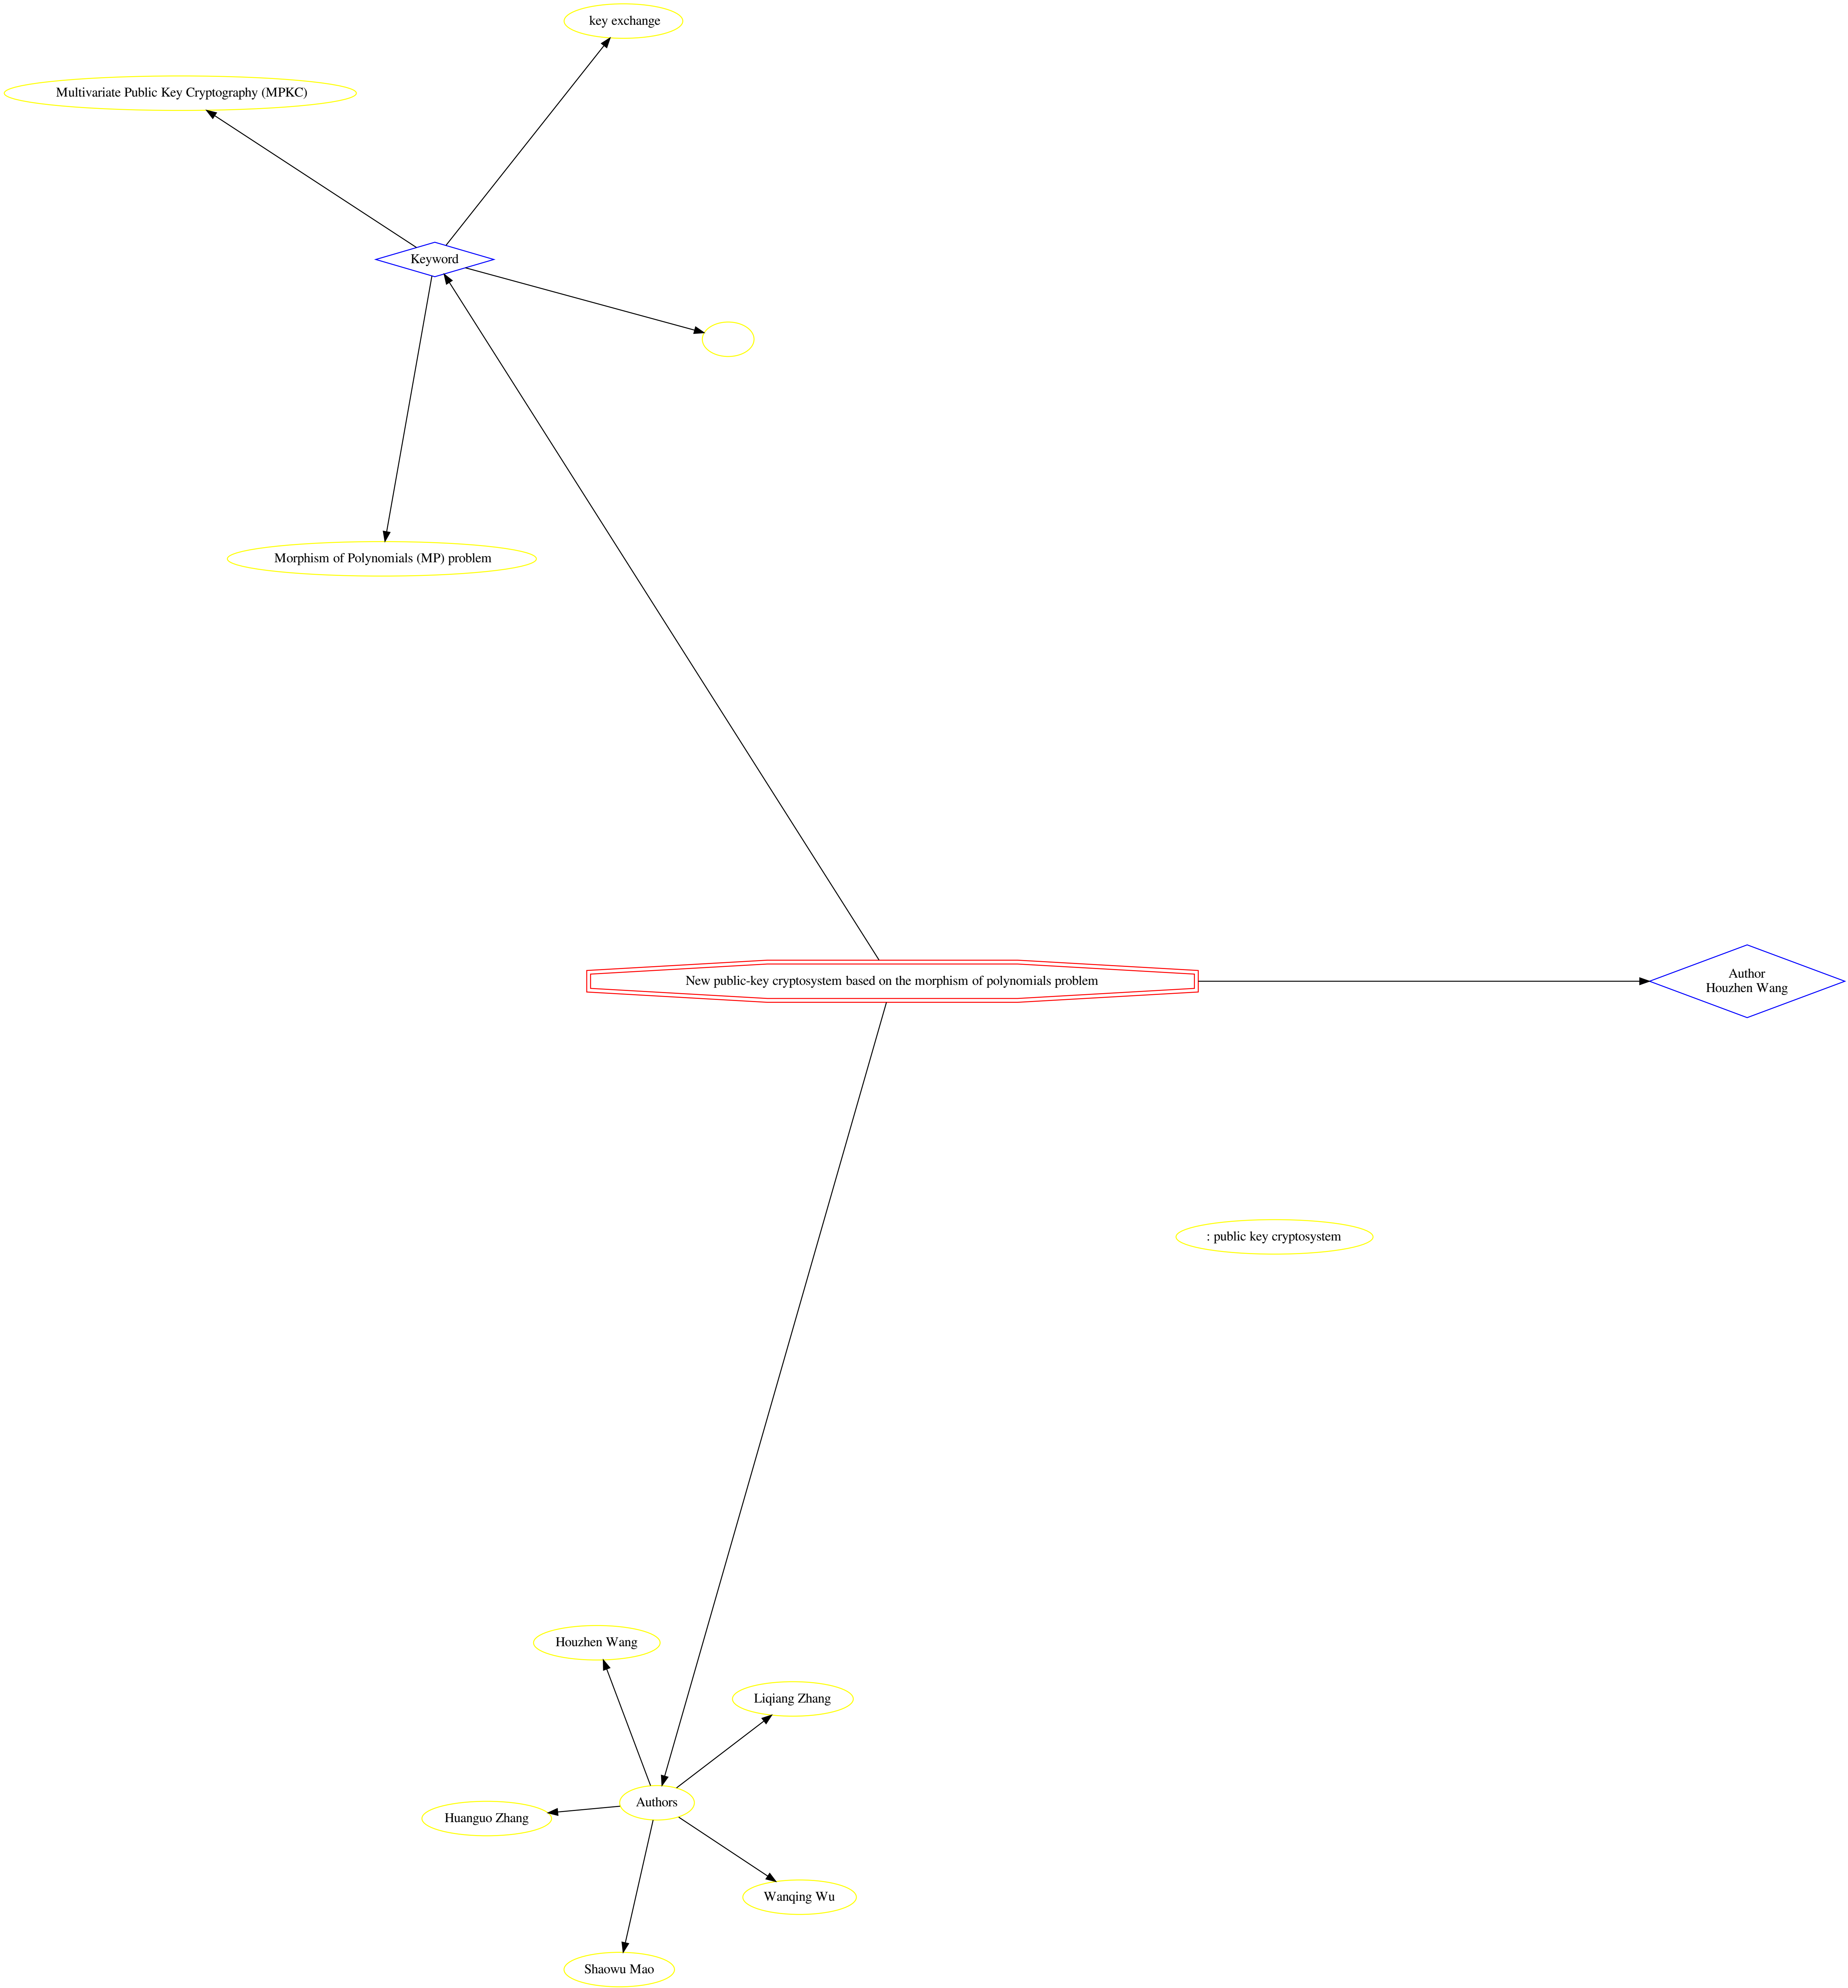 key exchange
Multivariate Public Key Cryptography (MPKC)
Keyword
Morphism of Polynomials (MP) problem
New public-key cryptosystem based on the morphism of polynomials problem
Author
Houzhen Wang
: public key cryptosystem
Houzhen Wang
Liqiang Zhang
Authors
Huanguo Zhang
Wanqing Wu
Shaowu Mao